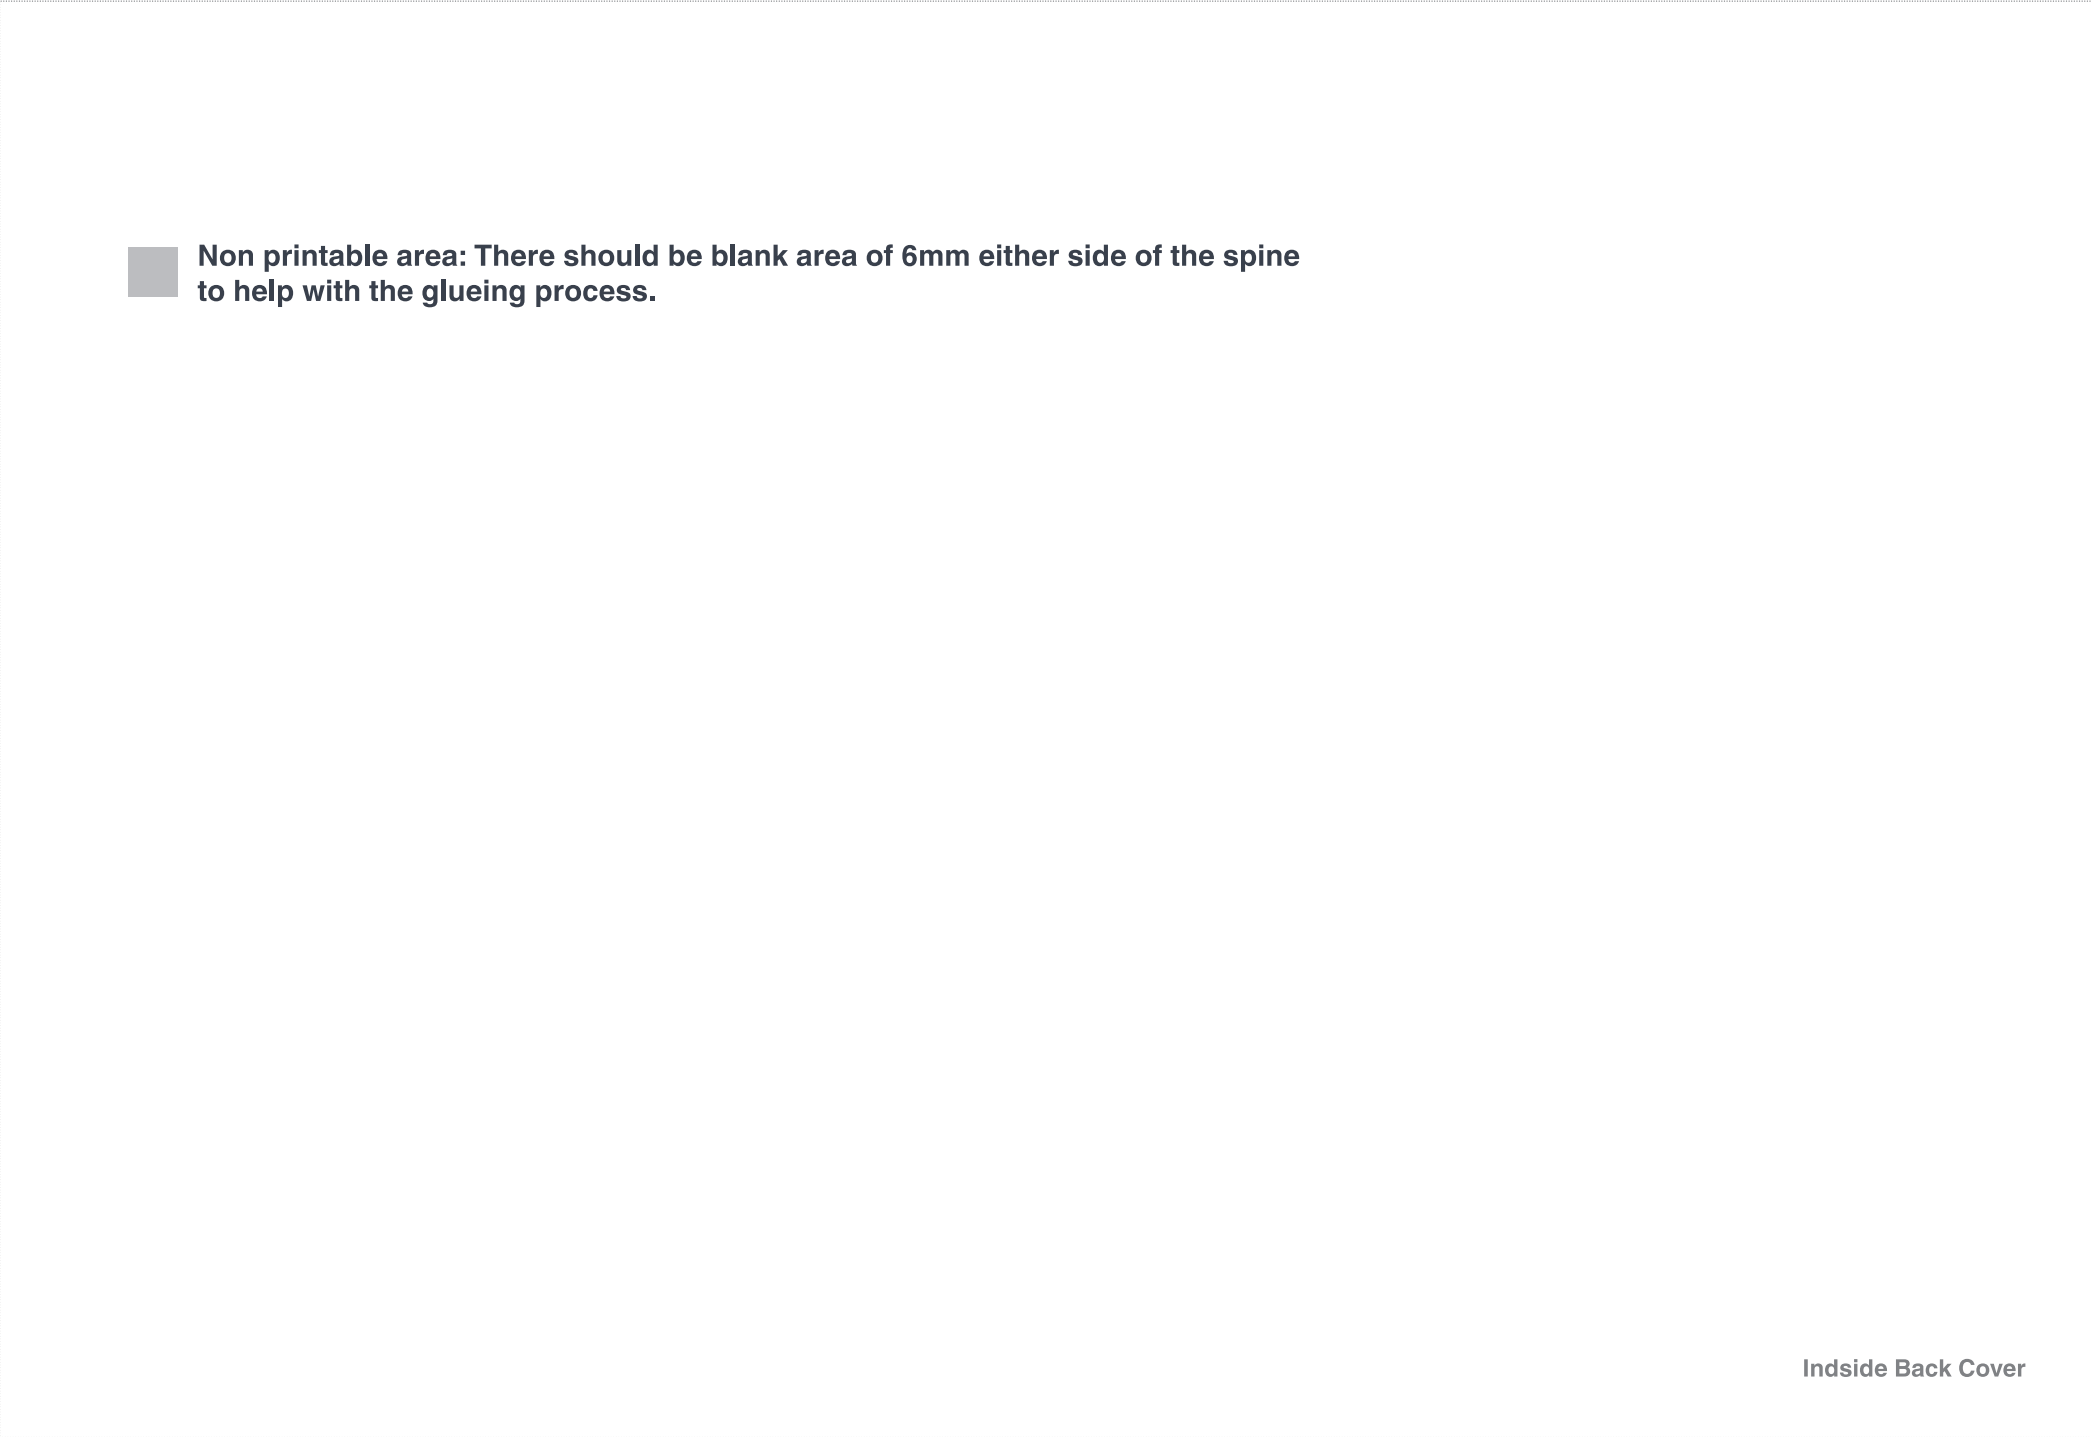 Non printable area: There should be blank area of 6mm either side of the spine
to help with the glueing process.
Indside Back Cover